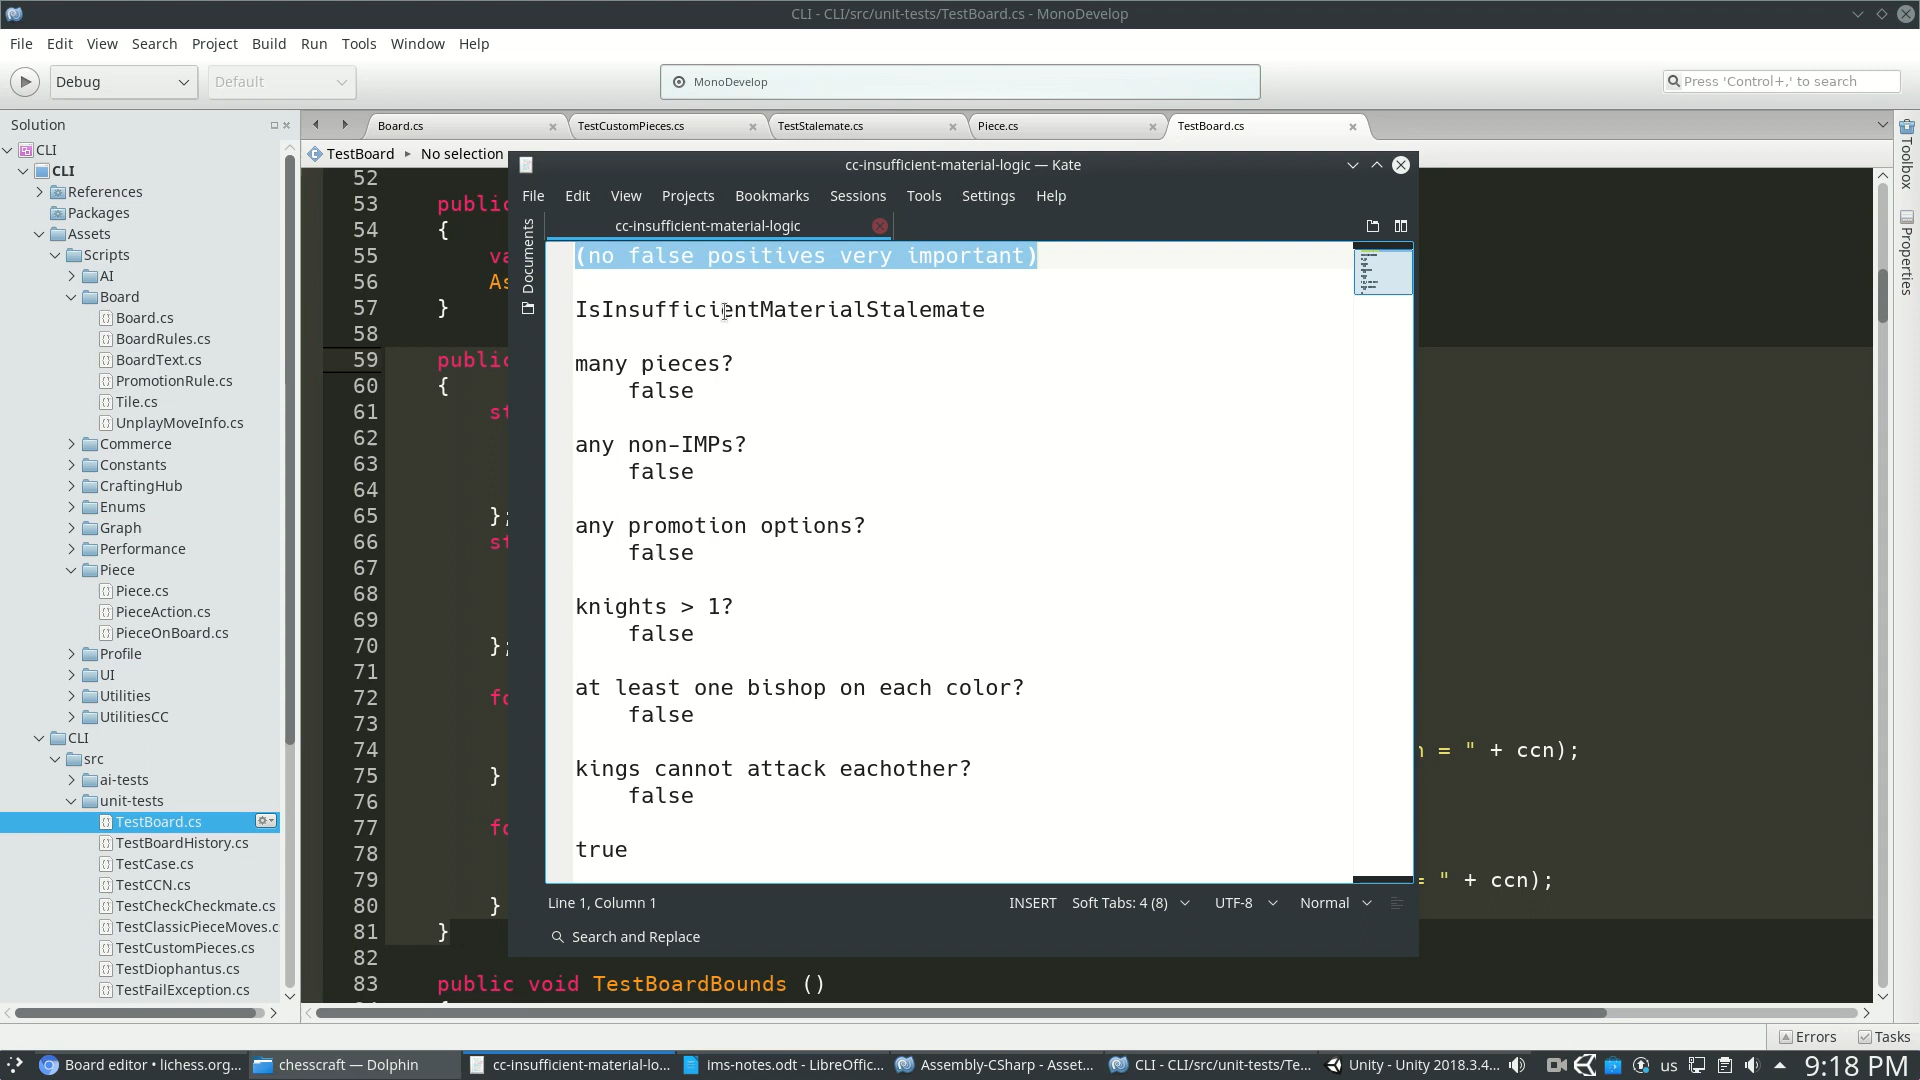 CLI - CLI/src/unit-tests/TestBoard.cs - MonoDevelop
File Edit View Search Project Build Run Tools Window Help
Debug
Default
MonoDevelop
Press 'Control+,' to search
Solution
Board.cs
TestCustomPieces.cs
TestStalemate.cs
Piece.cs
TestBoard.cs
TestBoard
No selection
CLI
CLI
References
Packages
Assets
Scripts
AI
Board
Board.cs
BoardRules.cs
BoardText.cs
PromotionRule.cs
Tile.cs
UnplayMoveInfo.cs
Commerce
Constants
CraftingHub
Enums
Graph
Performance
Piece
Piece.cs
PieceAction.cs
PieceOnBoard.cs
Profile
UI
Utilities
UtilitiesCC
CLI
src
ai-tests
unit-tests
TestBoard.cs
TestBoardHistory.cs
TestCase.cs
TestCCN.cs
TestCheckCheckmate.cs
TestClassicPieceMoves.c
TestCustomPieces.cs
TestDiophantus.cs
TestFailException.cs
52
53 public
54 {
55 va
56 As
57 }
58
59 public
60 {
61 st
62
63
64
65 };
66 st
67
68
69
70 };
71
72 fo
73
74 = " + ccn);
75 }
76
77 fo
78
79 = " + ccn);
80 }
81 }
82
83 public void TestBoardBounds ()
cc-insufficient-material-logic — Kate
File Edit View Projects Bookmarks Sessions Tools Settings Help
cc-insufficient-material-logic
Documents
(no false positives very important)
IsInsufficientMaterialStalemate
many pieces?
false
any non-IMPs?
false
any promotion options?
false
knights > 1?
false
at least one bishop on each color?
false
kings cannot attack eachother?
false
true
Line 1, Column 1
INSERT
Soft Tabs: 4 (8)
UTF-8
Normal
Search and Replace
Toolbox
Properties
Errors
Tasks
Board editor • lichess.org...
chesscraft — Dolphin
cc-insufficient-material-lo...
ims-notes.odt - LibreOffic...
Assembly-CSharp - Asset...
CLI - CLI/src/unit-tests/Te...
Unity - Unity 2018.3.4...
us
9:18 PM